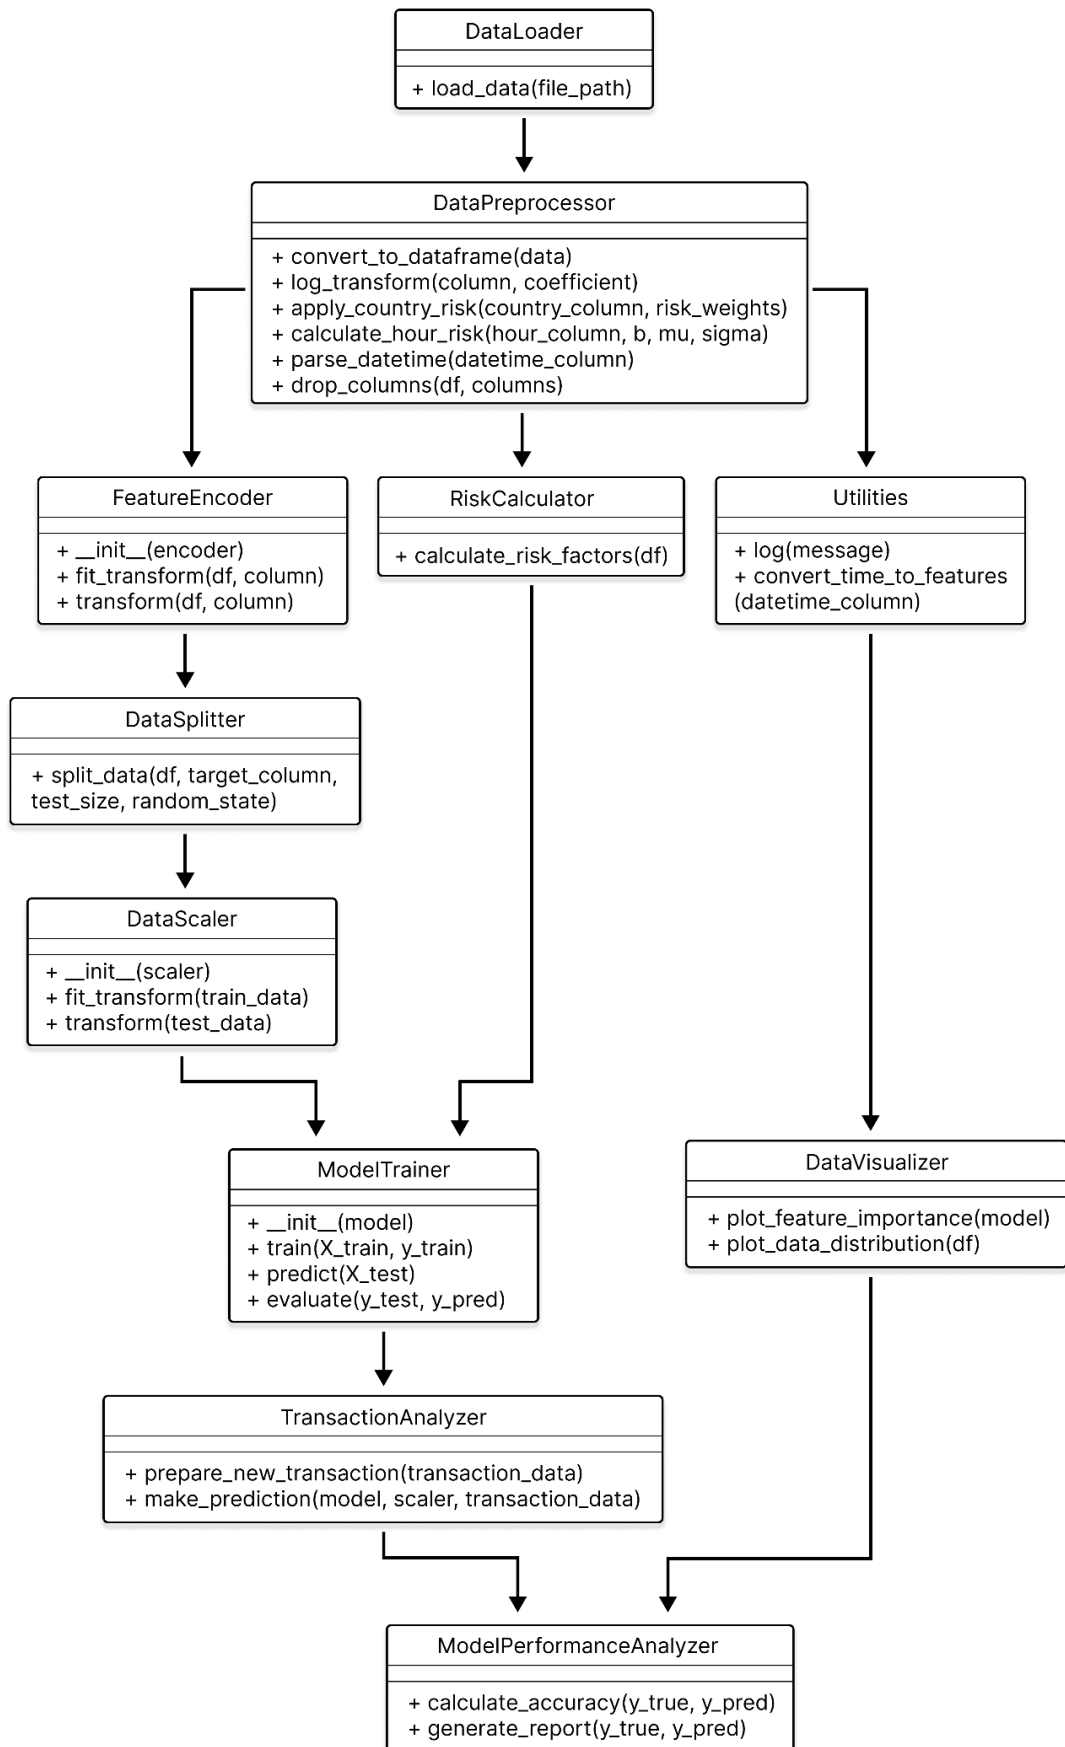 DataLoader
+ load_data(file_path)
DataPreprocessor
+ convert_to_dataframe(data)
+ log_transform(column, coefficient)
+ apply_country_risk(country_column, risk_weights)
+ calculate_hour_risk(hour_column, b, mu, sigma)
+ parse_datetime(datetime_column)
+ drop_columns(df, columns)
FeatureEncoder
+ __init__(encoder)
+ fit_transform(df, column)
+ transform(df, column)
RiskCalculator
+ calculate_risk_factors(df)
Utilities
+ log(message)
+ convert_time_to_features
(datetime_column)
DataSplitter
+ split_data(df, target_column,
test_size, random_state)
DataScaler
+ __init__(scaler)
+ fit_transform(train_data)
+ transform(test_data)
ModelTrainer
+ __init__(model)
+ train(X_train, y_train)
+ predict(X_test)
+ evaluate(y_test, y_pred)
DataVisualizer
+ plot_feature_importance(model)
+ plot_data_distribution(df)
TransactionAnalyzer
+ prepare_new_transaction(transaction_data)
+ make_prediction(model, scaler, transaction_data)
ModelPerformanceAnalyzer
+ calculate_accuracy(y_true, y_pred)
+ generate_report(y_true, y_pred)